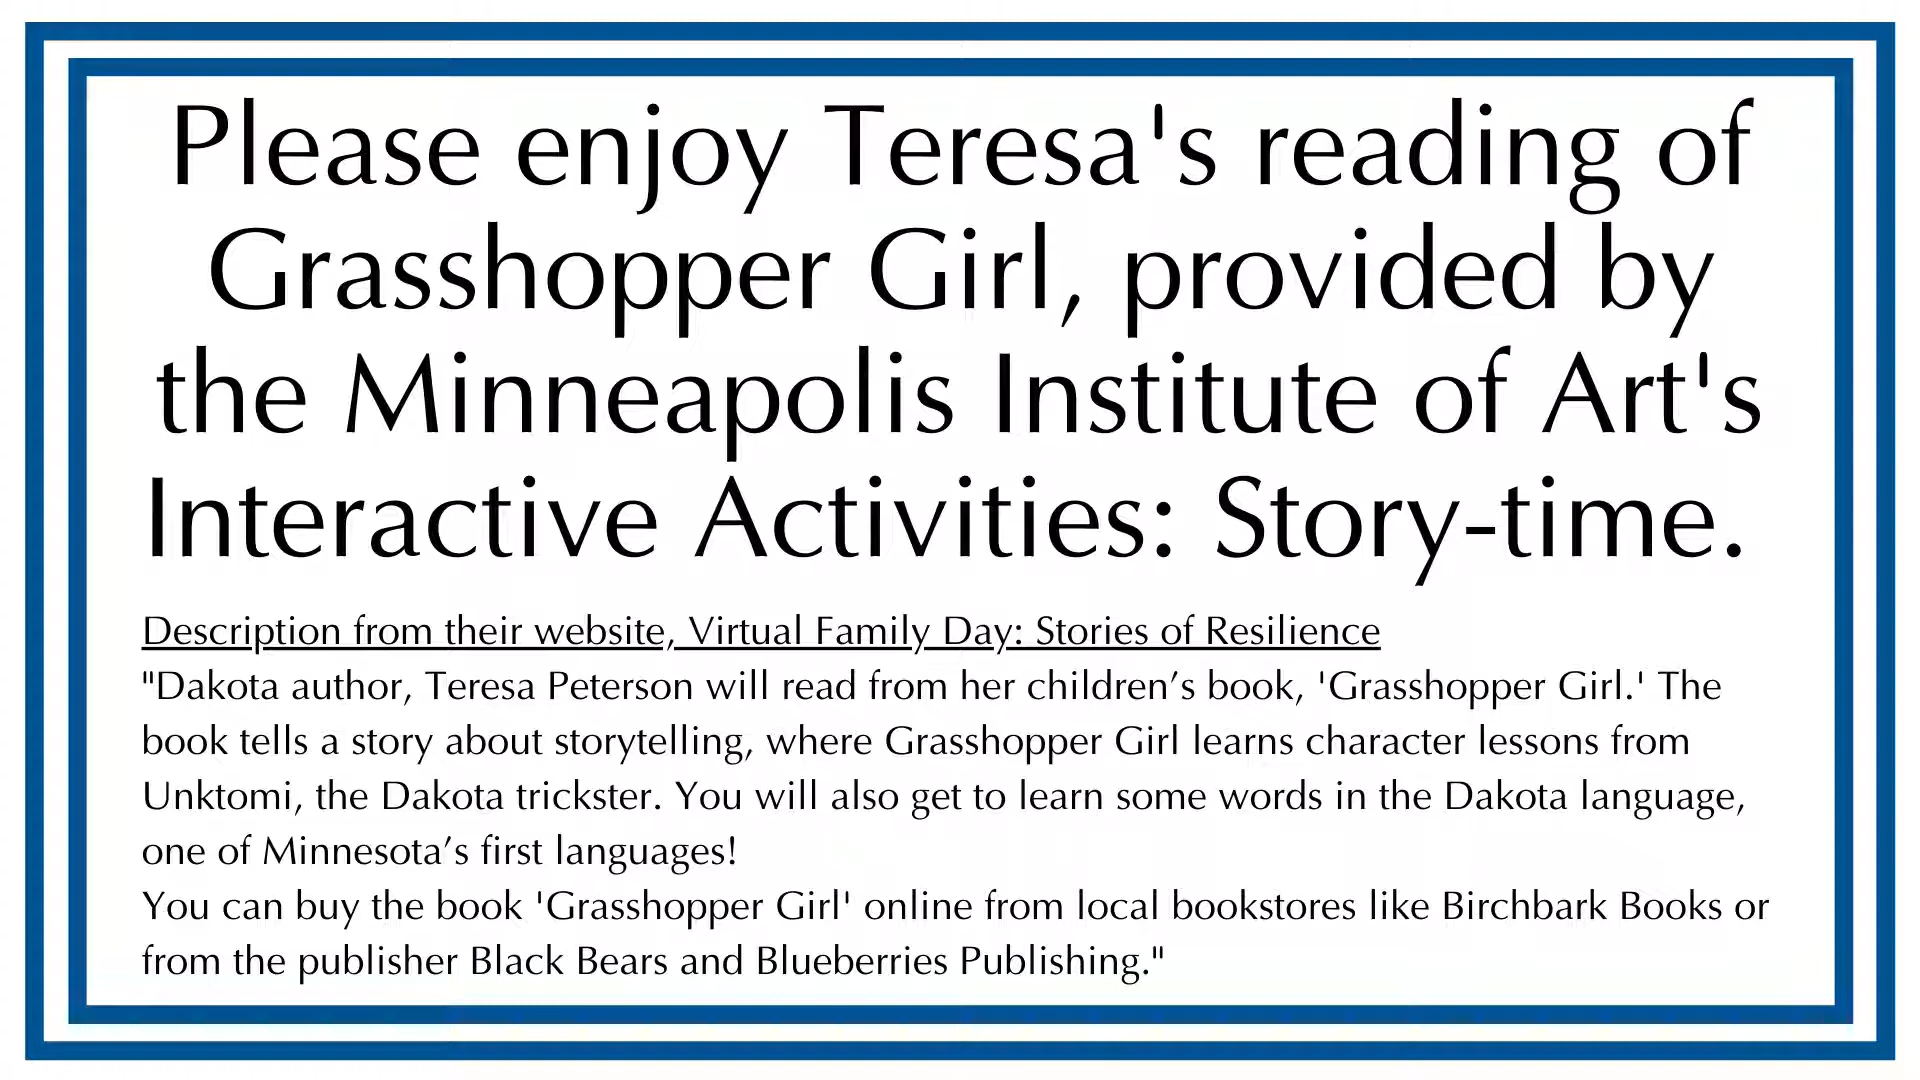 Please enjoy Teresa's reading of
Grasshopper Girl, provided by
the Minneapolis Institute of Art's
Interactive Activities: Story-time.
Description from their website, Virtual Family Day: Stories of Resilience
"Dakota author, Teresa Peterson will read from her children’s book, 'Grasshopper Girl.' The
book tells a story about storytelling, where Grasshopper Girl learns character lessons from
Unktomi, the Dakota trickster. You will also get to learn some words in the Dakota language,
one of Minnesota’s first languages!
You can buy the book 'Grasshopper Girl' online from local bookstores like Birchbark Books or
from the publisher Black Bears and Blueberries Publishing."